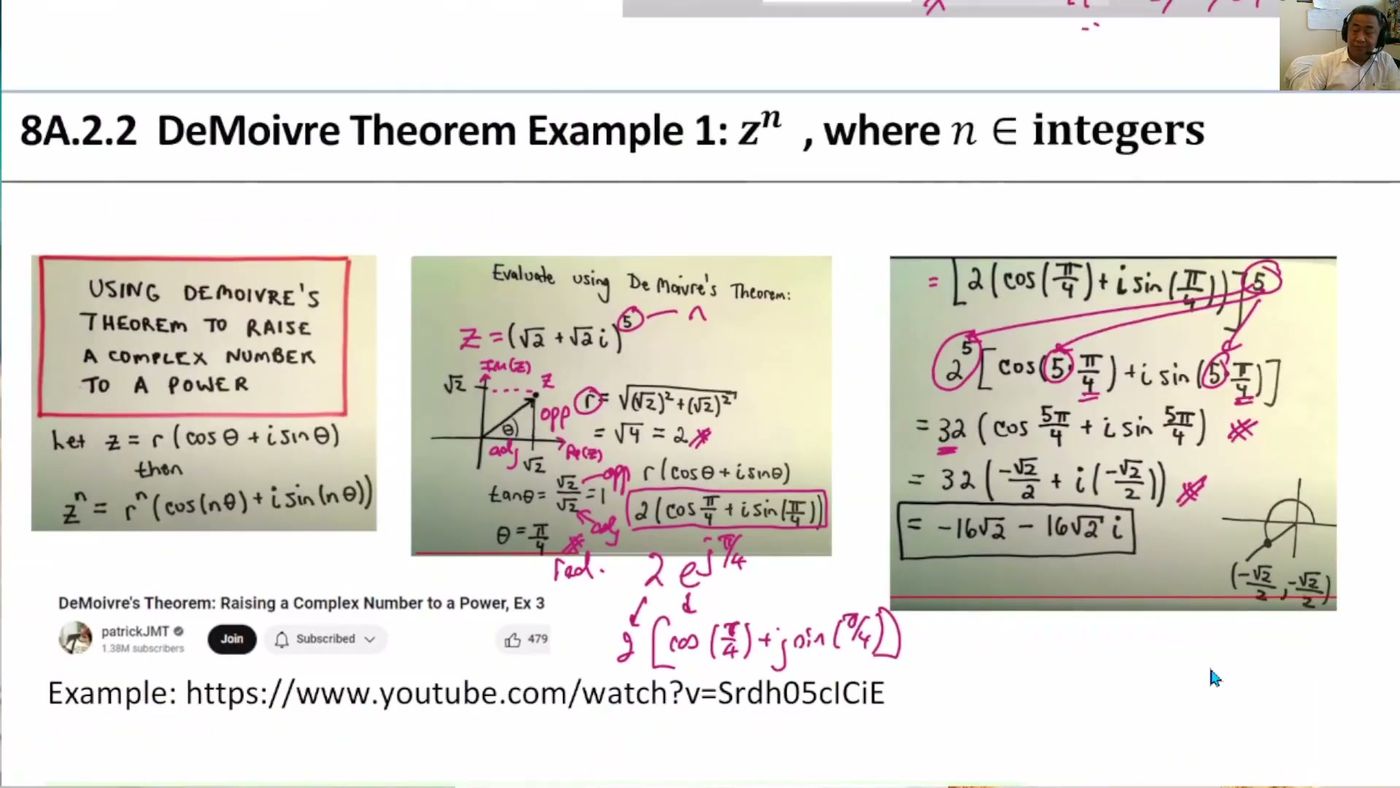 8A.2.2 DeMoivre Theorem Example 1: zⁿ , where n ∈ integers
USING DEMOIVRE'S
THEOREM TO RAISE
A COMPLEX NUMBER
TO A POWER
Let z = r (cos θ + i sin θ)
then
zⁿ = rⁿ (cos(nθ) + i sin(nθ))
Evaluate using De Moivre's Theorem:
z = (√2 + √2 i)⁵ — n
Im(z)
√2
z
opp
θ
adj
√2
Re(z)
r = √((√2)² + (√2)²)
= √4 = 2
r (cos θ + i sin θ)
tan θ = √2/√2 = 1
opp
adj
2 (cos π/4 + i sin (π/4))
θ = π/4
rad.
2 e^jπ/4
2 [cos (π/4) + j sin (π/4)]
= [2 (cos(π/4) + i sin(π/4))]⁵
2⁵ [cos(5·π/4) + i sin(5·π/4)]
= 32 (cos 5π/4 + i sin 5π/4)
= 32 (-√2/2 + i (-√2/2))
= -16√2 - 16√2 i
(-√2/2, -√2/2)
DeMoivre's Theorem: Raising a Complex Number to a Power, Ex 3
patrickJMT
1.38M subscribers
Join
Subscribed
479
Example: https://www.youtube.com/watch?v=Srdh05cICiE